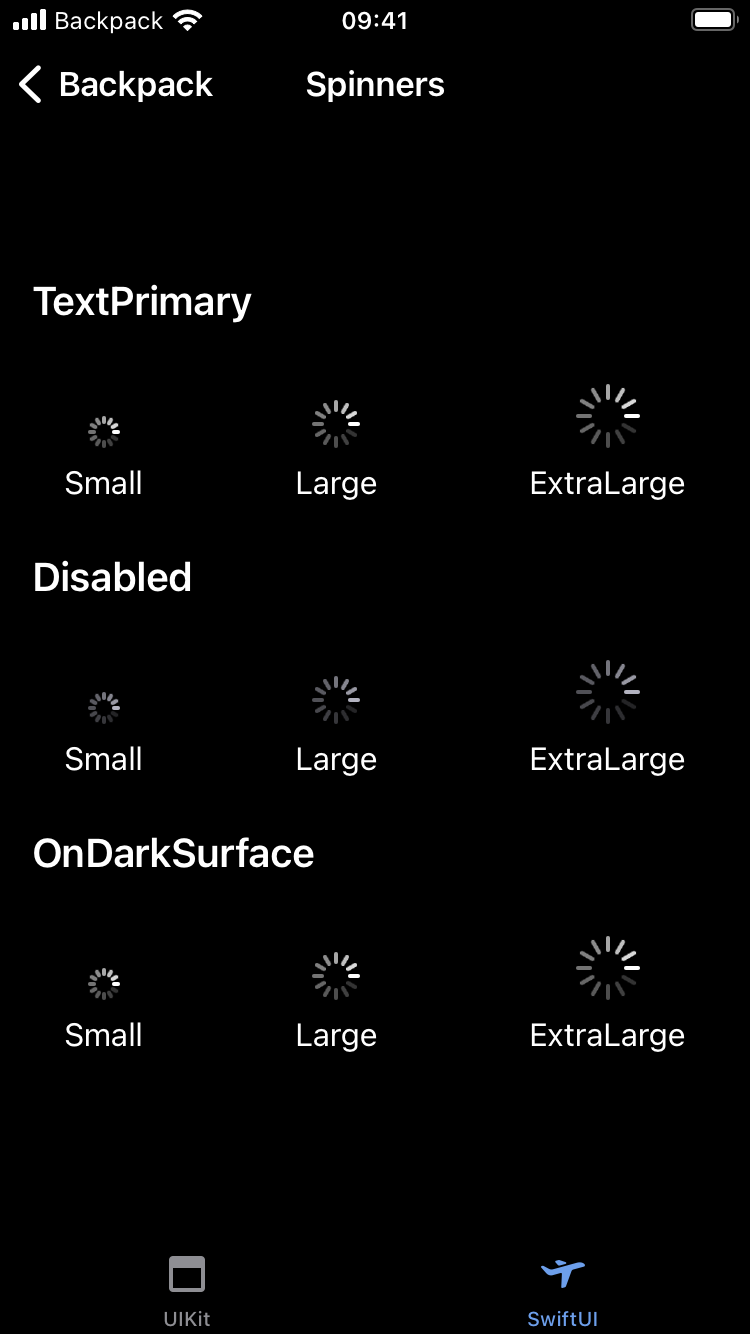 Backpack 09:41
Backpack Spinners
TextPrimary
Small Large ExtraLarge
Disabled
Small Large ExtraLarge
OnDarkSurface
Small Large ExtraLarge
UIKit SwiftUI